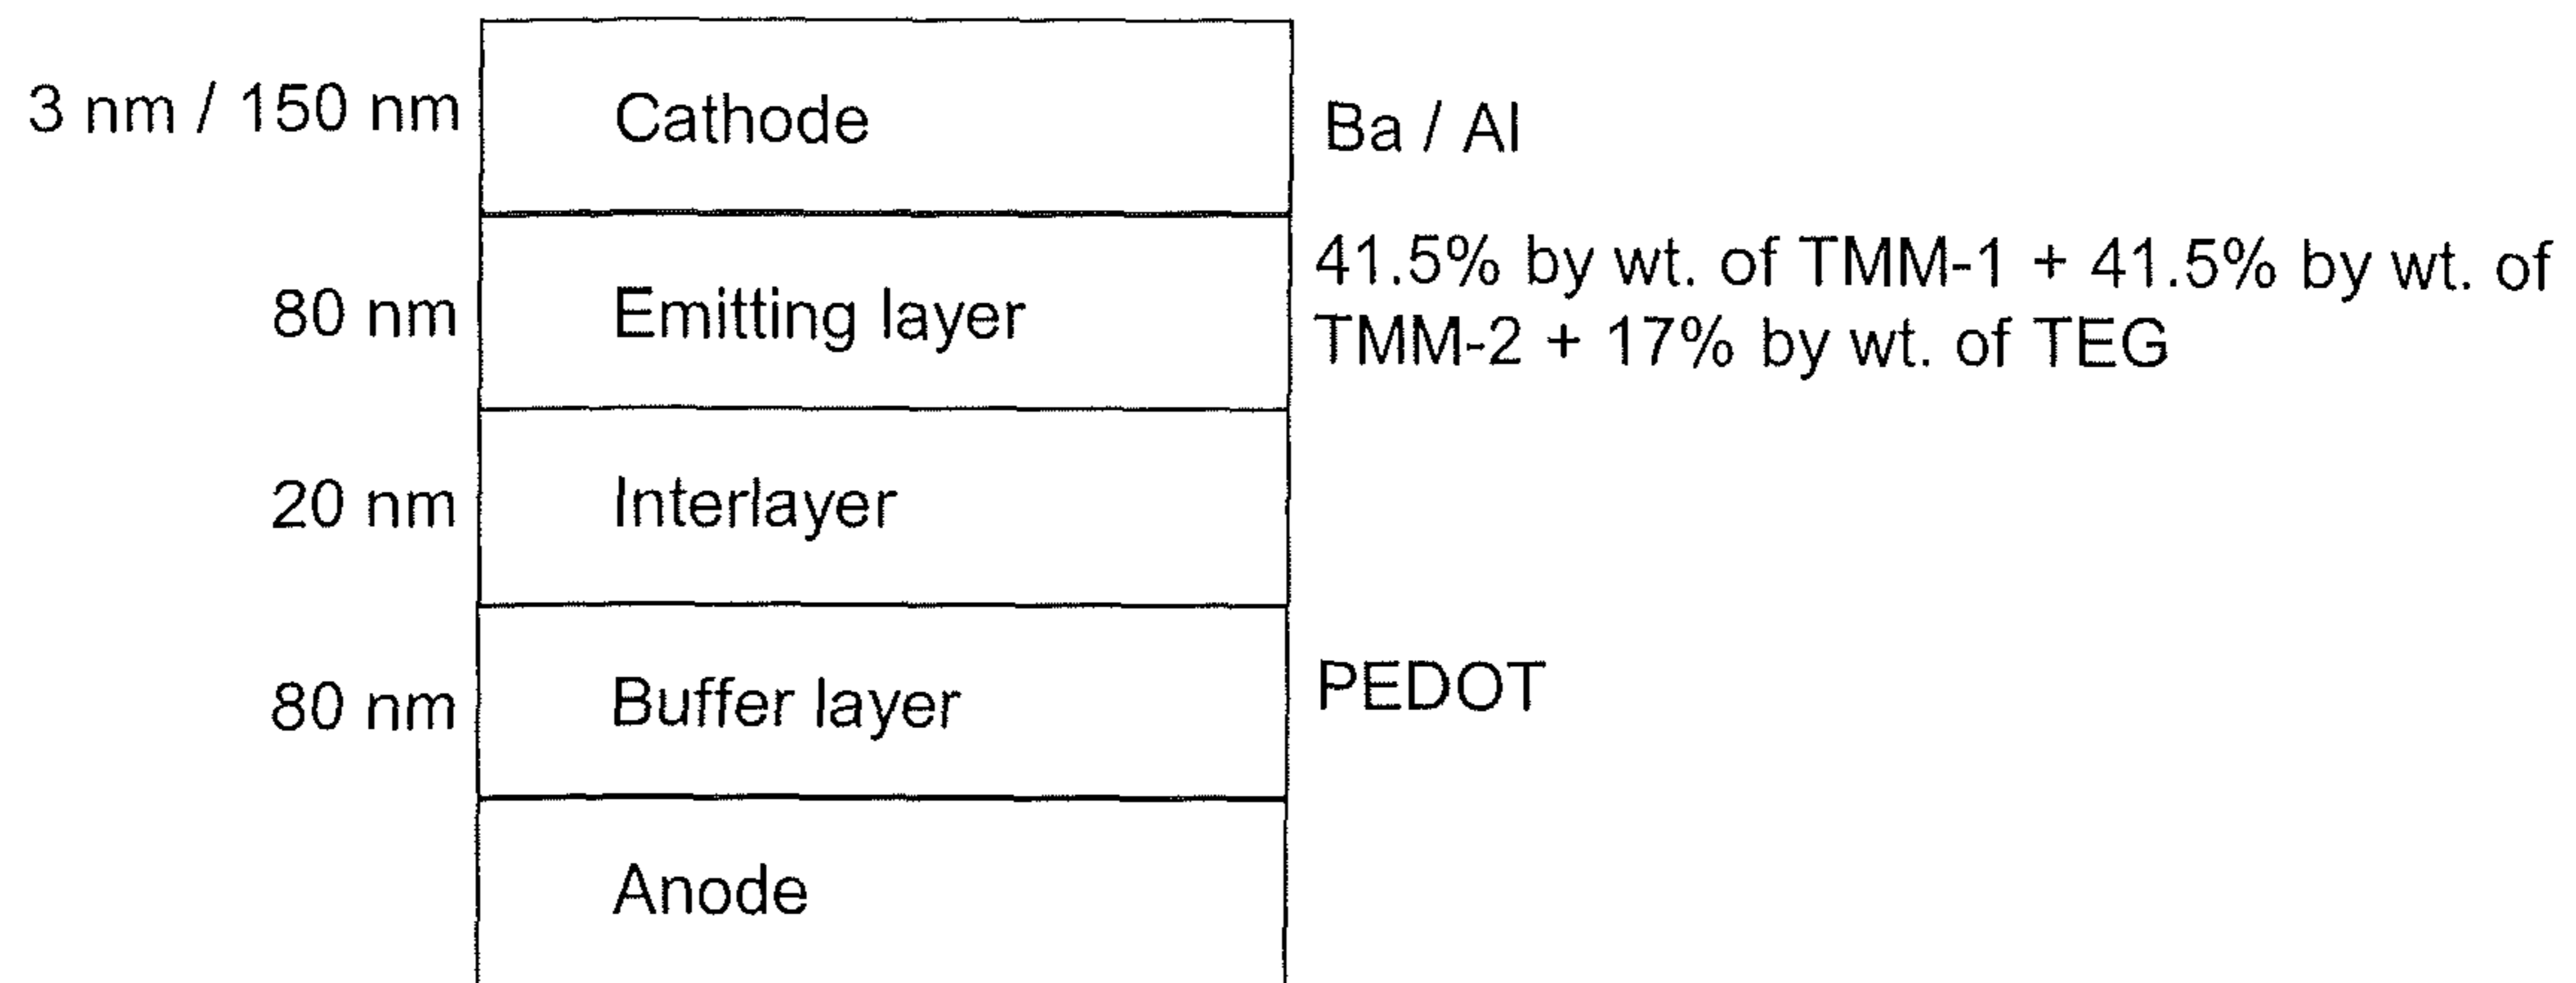 3 nm / 150 nm Cathode Ba / Al
80 nm Emitting layer 41.5% by wt. of TMM-1 + 41.5% by wt. of
TMM-2 + 17% by wt. of TEG
20 nm Interlayer
80 nm Buffer layer PEDOT
Anode